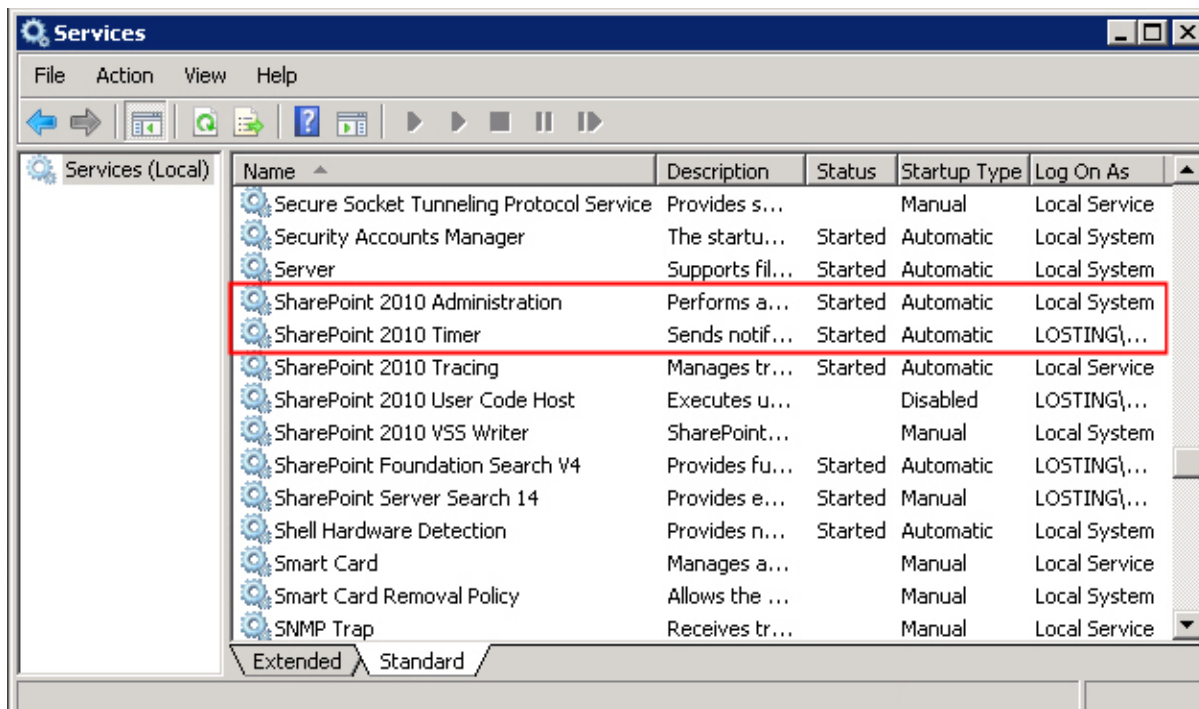 Services
File Action View Help
Services (Local)
Name Description Status Startup Type Log On As
Secure Socket Tunneling Protocol Service Provides s... Manual Local Service
Security Accounts Manager The startu... Started Automatic Local System
Server Supports fil... Started Automatic Local System
SharePoint 2010 Administration Performs a... Started Automatic Local System
SharePoint 2010 Timer Sends notif... Started Automatic LOSTING\...
SharePoint 2010 Tracing Manages tr... Started Automatic Local Service
SharePoint 2010 User Code Host Executes u... Disabled LOSTING\...
SharePoint 2010 VSS Writer SharePoint... Manual Local System
SharePoint Foundation Search V4 Provides fu... Started Automatic LOSTING\...
SharePoint Server Search 14 Provides e... Started Manual LOSTING\...
Shell Hardware Detection Provides n... Started Automatic Local System
Smart Card Manages a... Manual Local Service
Smart Card Removal Policy Allows the ... Manual Local System
SNMP Trap Receives tr... Manual Local Service
Extended Standard